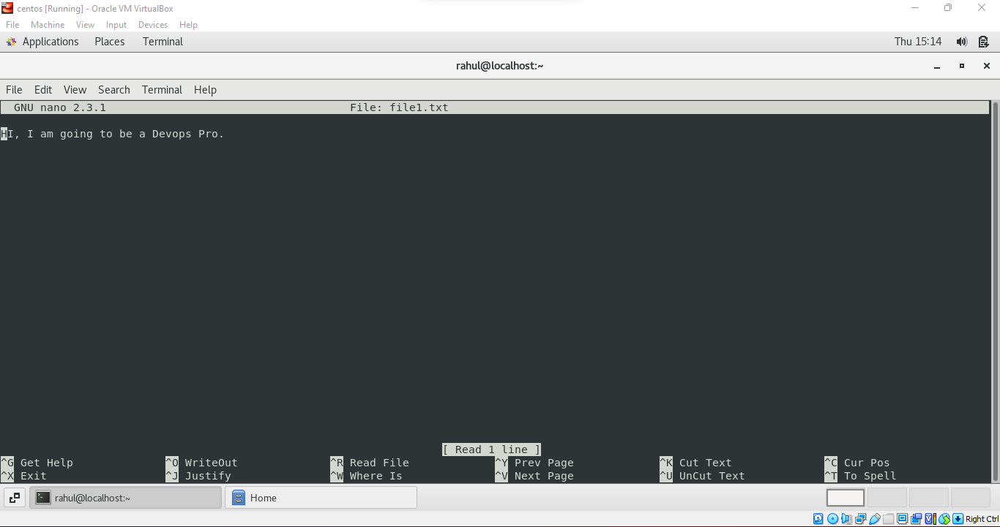 centos [Running] - Oracle VM VirtualBox
File Machine View Input Devices Help
Applications Places Terminal Thu 15:14
rahul@localhost:~
File Edit View Search Terminal Help
GNU nano 2.3.1 File: file1.txt
HI, I am going to be a Devops Pro.
[ Read 1 line ]
^G Get Help ^O WriteOut ^R Read File ^Y Prev Page ^K Cut Text ^C Cur Pos
^X Exit ^J Justify ^W Where Is ^V Next Page ^U UnCut Text ^T To Spell
rahul@localhost:~ Home
Right Ctrl